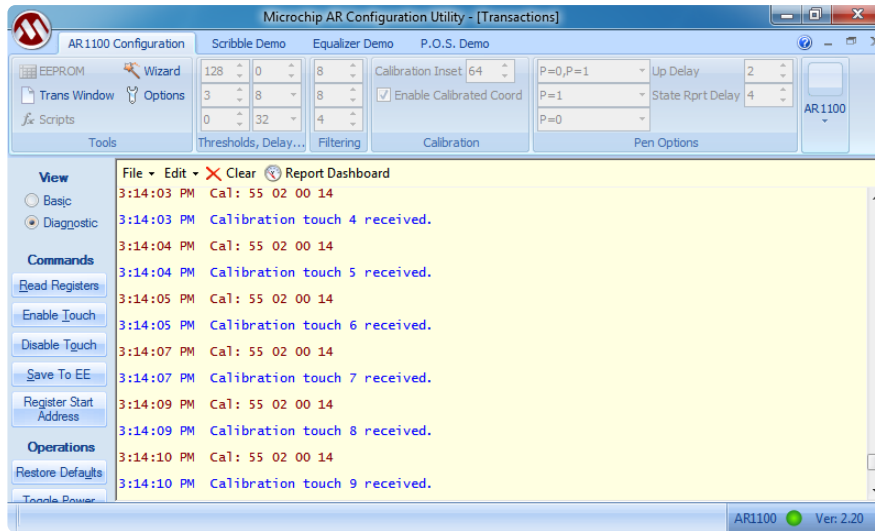 Microchip AR Configuration Utility - [Transactions]
AR1100 Configuration Scribble Demo Equalizer Demo P.O.S. Demo
EEPROM Wizard 128 0 8 Calibration Inset 64 P=0,P=1 Up Delay 2
Trans Window Options 3 8 8 Enable Calibrated Coord P=1 State Rprt Delay 4 AR1100
fx Scripts 0 32 4 P=0
Tools Thresholds, Delay... Filtering Calibration Pen Options
View File Edit Clear Report Dashboard
3:14:03 PM Cal: 55 02 00 14
Basic
3:14:03 PM Calibration touch 4 received.
Diagnostic
3:14:04 PM Cal: 55 02 00 14
Commands
3:14:04 PM Calibration touch 5 received.
Read Registers
3:14:05 PM Cal: 55 02 00 14
Enable Touch
3:14:05 PM Calibration touch 6 received.
Disable Touch
3:14:07 PM Cal: 55 02 00 14
Save To EE
3:14:07 PM Calibration touch 7 received.
Register Start
Address
3:14:09 PM Cal: 55 02 00 14
3:14:09 PM Calibration touch 8 received.
Operations
3:14:10 PM Cal: 55 02 00 14
Restore Defaults
3:14:10 PM Calibration touch 9 received.
Toggle Power
AR1100 Ver: 2.20